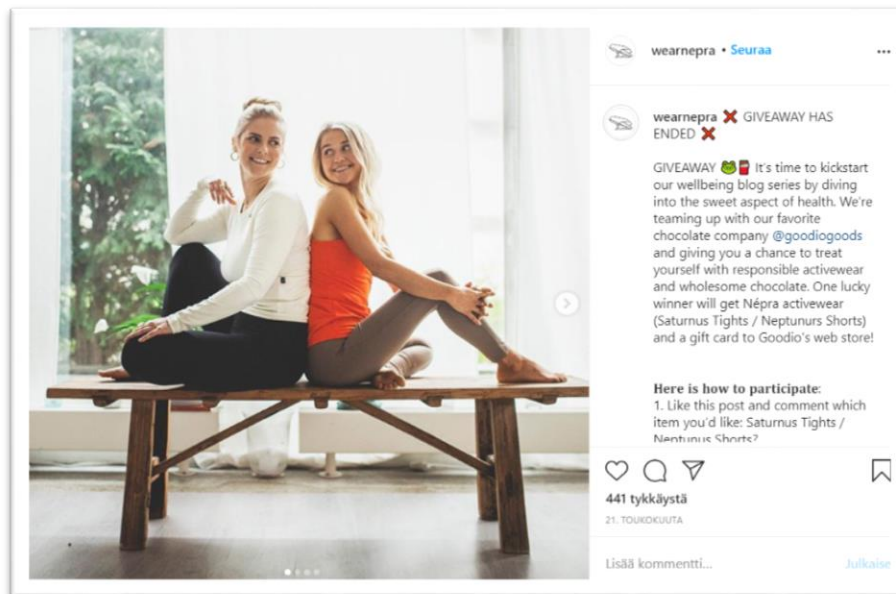 wearnepra • Seuraa
wearnepra ❌ GIVEAWAY HAS
ENDED ❌
GIVEAWAY 🐸🍫 It's time to kickstart
our wellbeing blog series by diving
into the sweet aspect of health. We're
teaming up with our favorite
chocolate company @goodiogoods
and giving you a chance to treat
yourself with responsible activewear
and wholesome chocolate. One lucky
winner will get Népra activewear
(Saturnus Tights / Neptunurs Shorts)
and a gift card to Goodio's web store!
Here is how to participate:
1. Like this post and comment which
item you'd like: Saturnus Tights /
Neptunus Shorts?
441 tykkäystä
21. TOUKOKUUTA
Lisää kommentti...
Julkaise